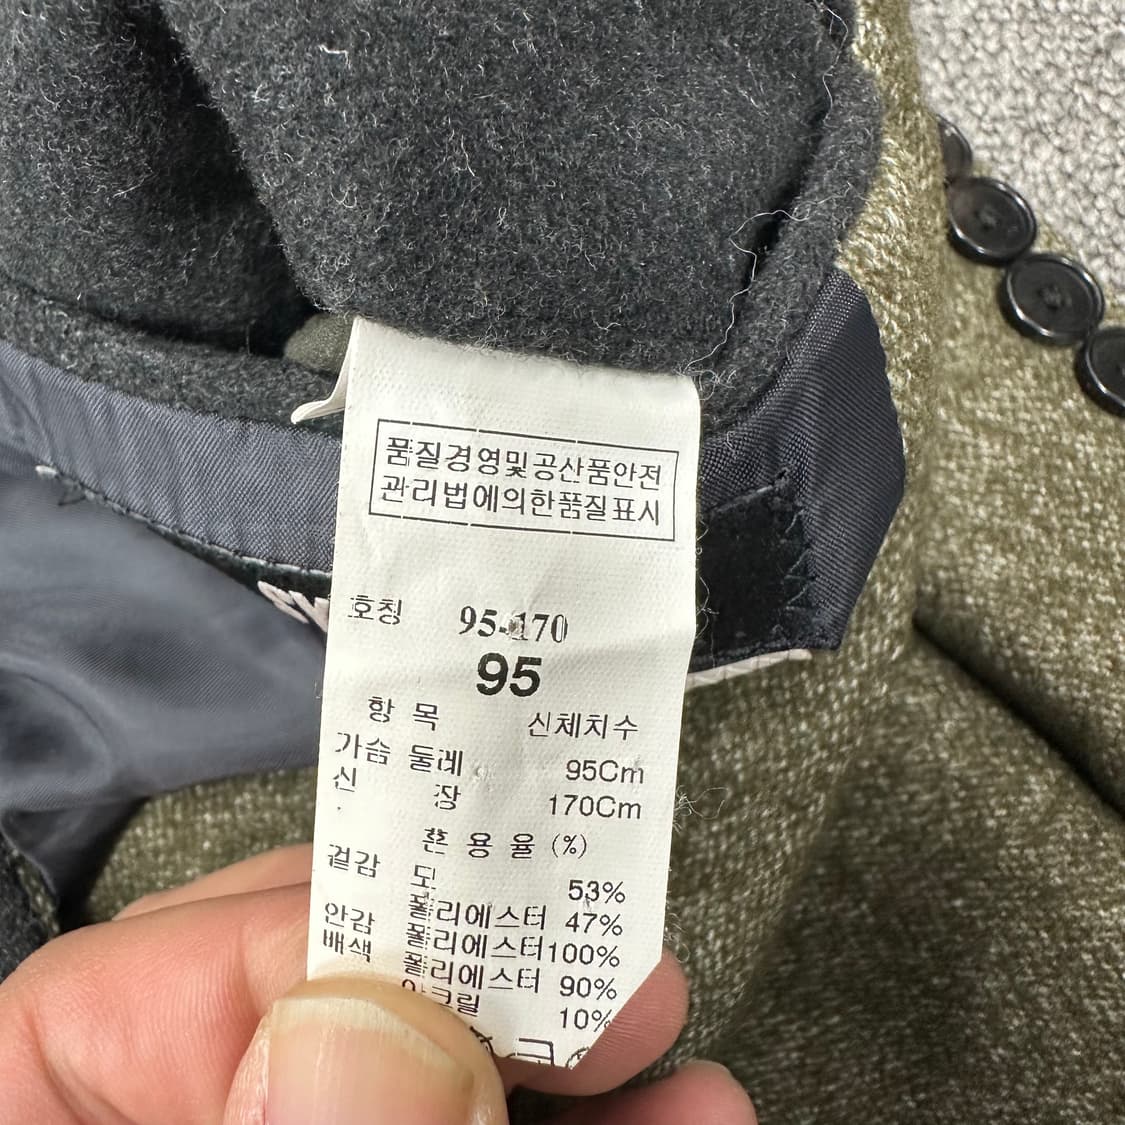 품질경영및공산품안전
관리법에의한품질표시
호칭 95-170
95
항 목 신체치수
가슴 둘레 95Cm
신 장 170Cm
혼 용 율 (%)
겉감 모 53%
폴리에스터 47%
안감 폴리에스터 100%
배색 폴리에스터 90%
아크릴 10%